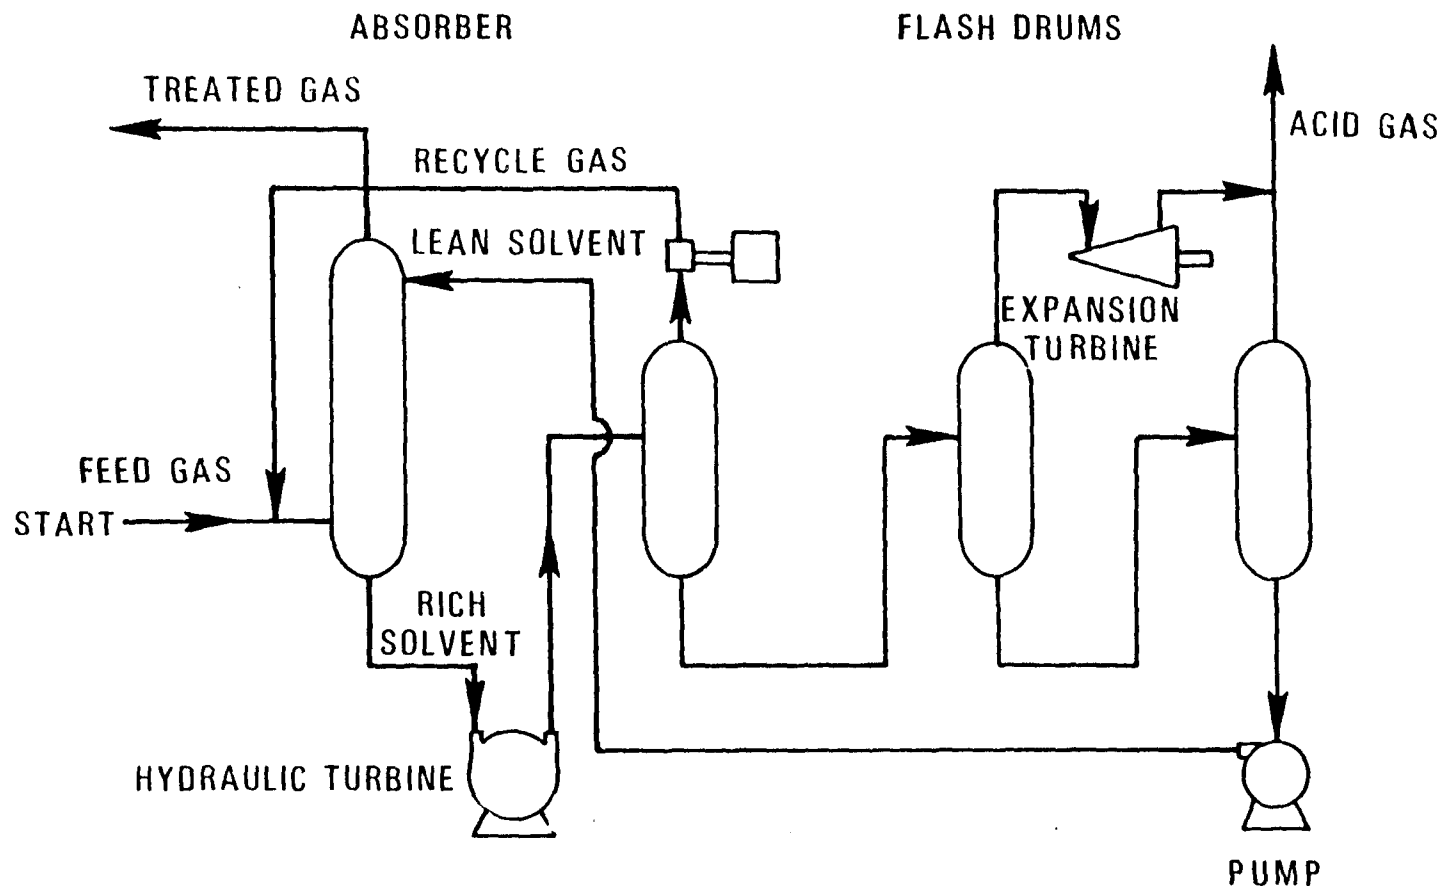 ABSORBER
FLASH DRUMS
TREATED GAS
ACID GAS
RECYCLE GAS
LEAN SOLVENT
EXPANSION
TURBINE
FEED GAS
START
RICH
SOLVENT
HYDRAULIC TURBINE
PUMP